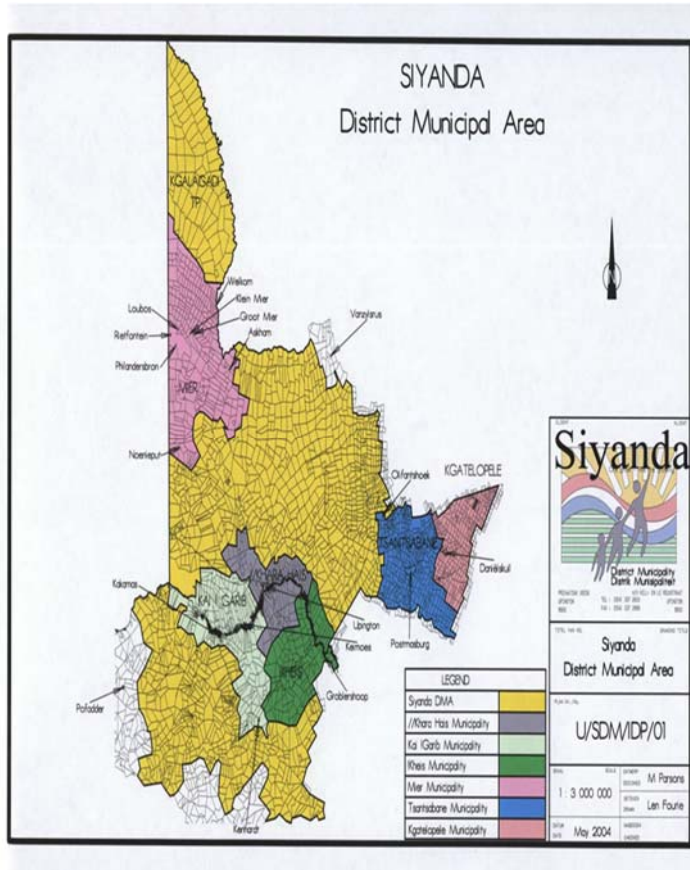 SIYANDA
District Municipal Area
KGALAGADI
TP
Welkom
Klein Mier
Groot Mier
Loubos
Rietfontein
Askham
Vanzylsrus
Philandersbron
MIER
Noenieput
Olifantshoek
KGATELOPELE
TSANTSABANE
Daniëlskuil
Kakamas
KAI !GARIB
//KHARA HAIS
Upington
Keimoes
Postmasburg
!KHEIS
Groblershoop
Pofadder
Kenhardt
LEGEND
Siyanda DMA
//Khara Hais Municipality
Kai !Garib Municipality
!Kheis Municipality
Mier Municipality
Tsantsabane Municipality
Kgatelopele Municipality
Siyanda
District Municipality
Distrik Munisipaliteit
Siyanda
District Municipal Area
U/SDM/IDP/01
1 : 3 000 000
M Parsons
Len Fourie
May 2004